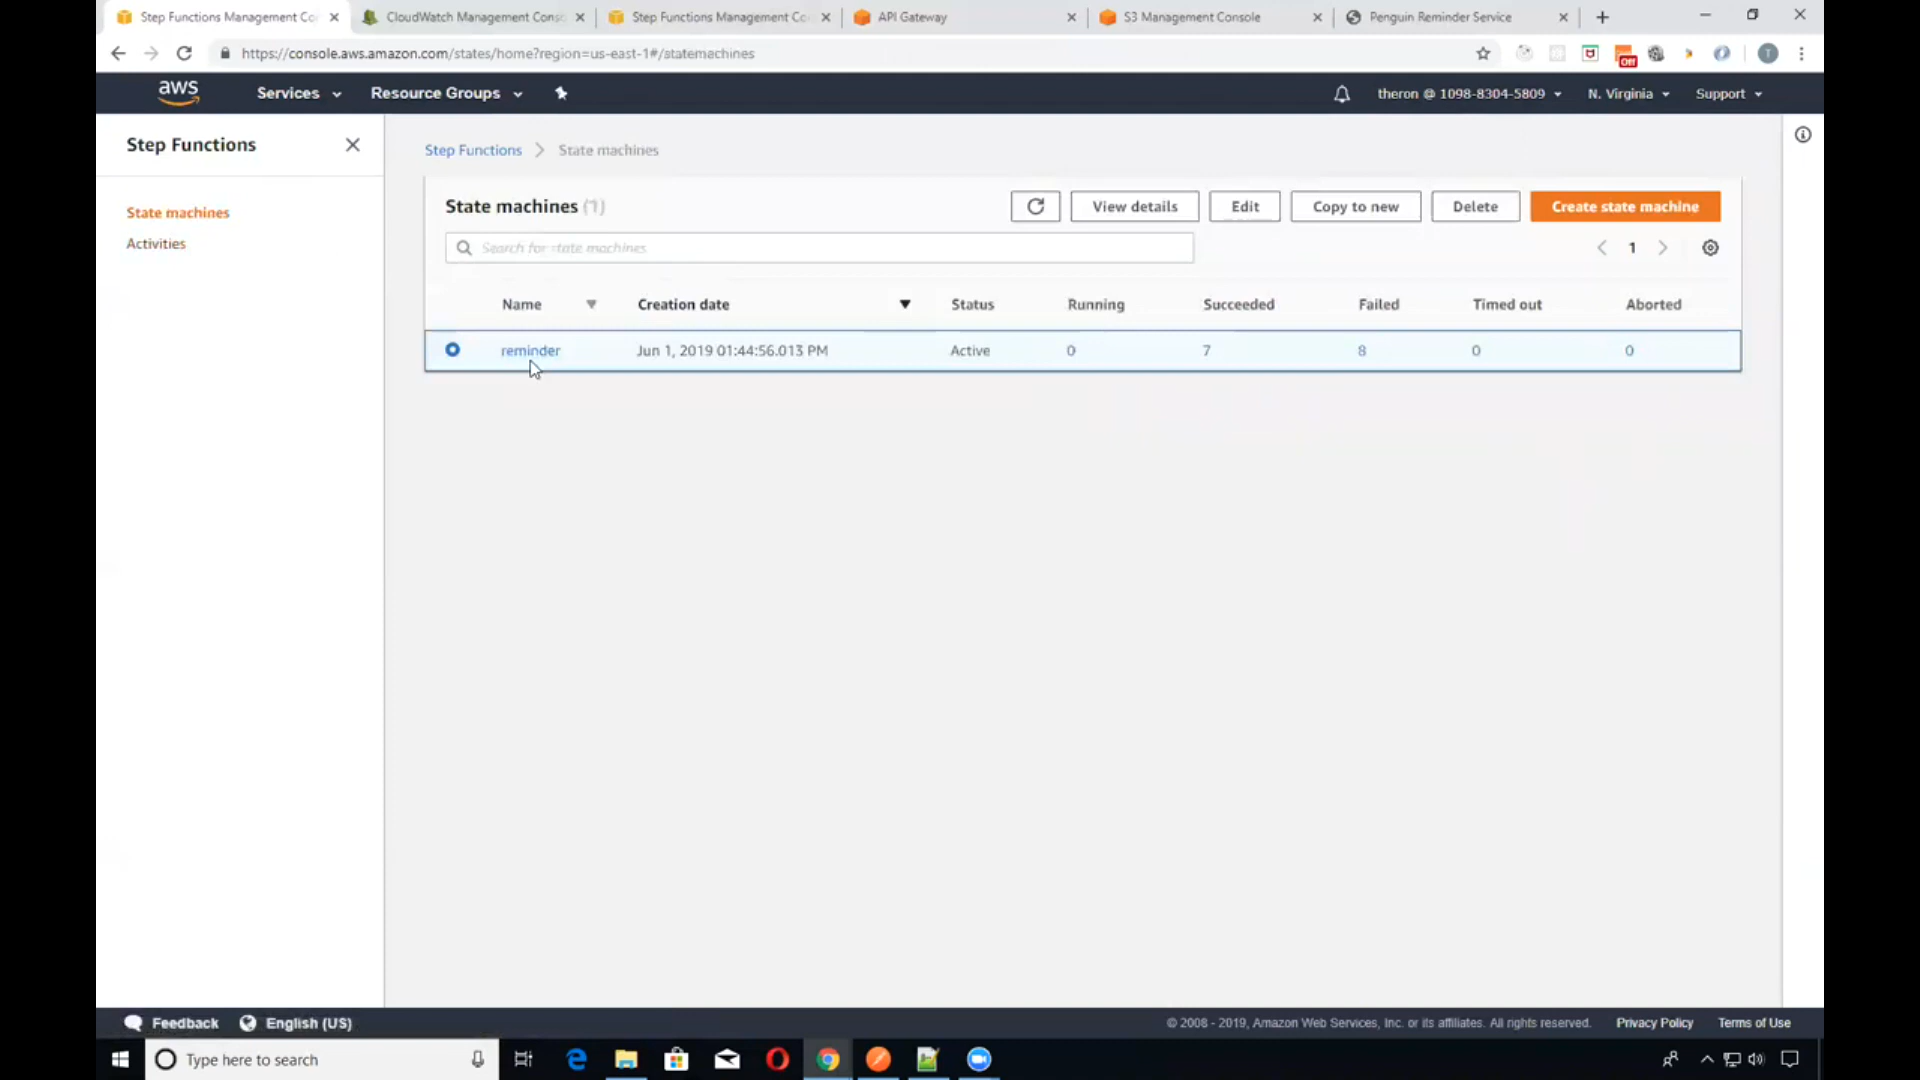 Step Functions Management Co
CloudWatch Management Conso
Step Functions Management Co
API Gateway
S3 Management Console
Penguin Reminder Service
https://console.aws.amazon.com/states/home?region=us-east-1#/statemachines
Off
T
aws
Services
Resource Groups
theron @ 1098-8304-5809
N. Virginia
Support
Step Functions
State machines
Activities
Step Functions > State machines
State machines (1)
View details
Edit
Copy to new
Delete
Create state machine
Search for state machines
1
Name Creation date Status Running Succeeded Failed Timed out Aborted
reminder Jun 1, 2019 01:44:56.013 PM Active 0 7 8 0 0
Feedback
English (US)
© 2008 - 2019, Amazon Web Services, Inc. or its affiliates. All rights reserved.
Privacy Policy
Terms of Use
Type here to search